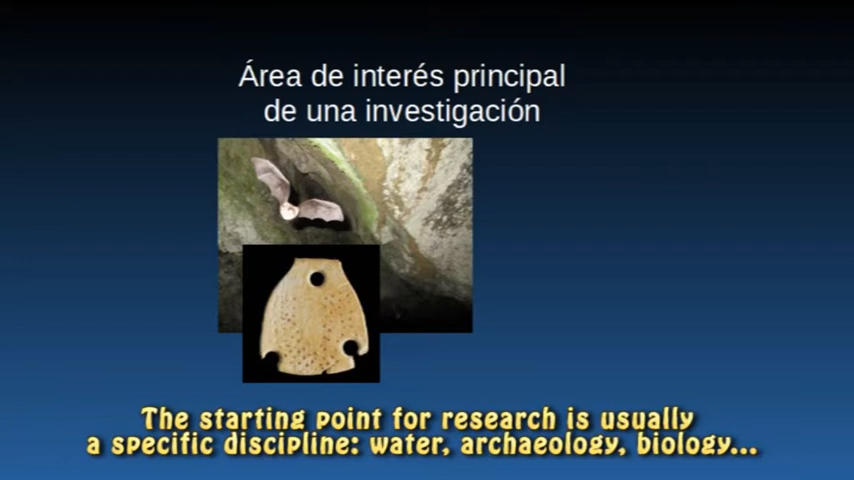 Área de interés principal
de una investigación
The starting point for research is usually
a specific discipline: water, archaeology, biology...